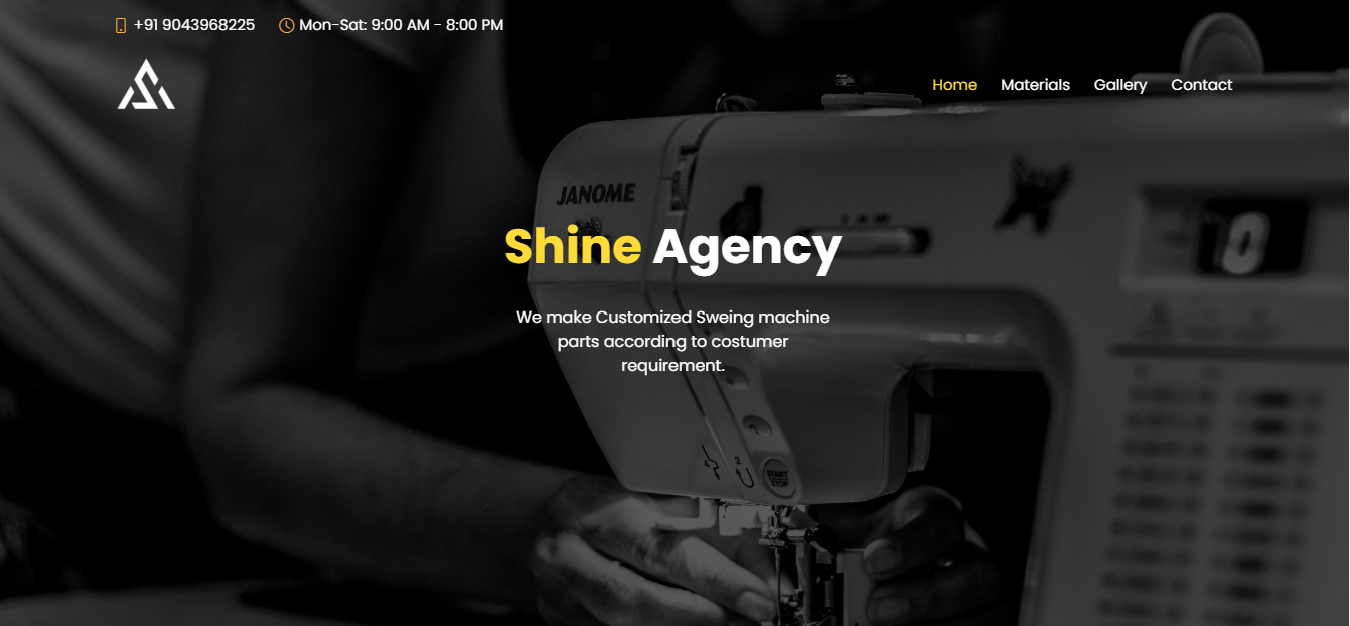 +91 9043968225 Mon-Sat: 9:00 AM - 8:00 PM
Home Materials Gallery Contact
JANOME
Shine Agency
0
We make Customized Sweing machine
parts according to costumer
requirement.
START
STOP